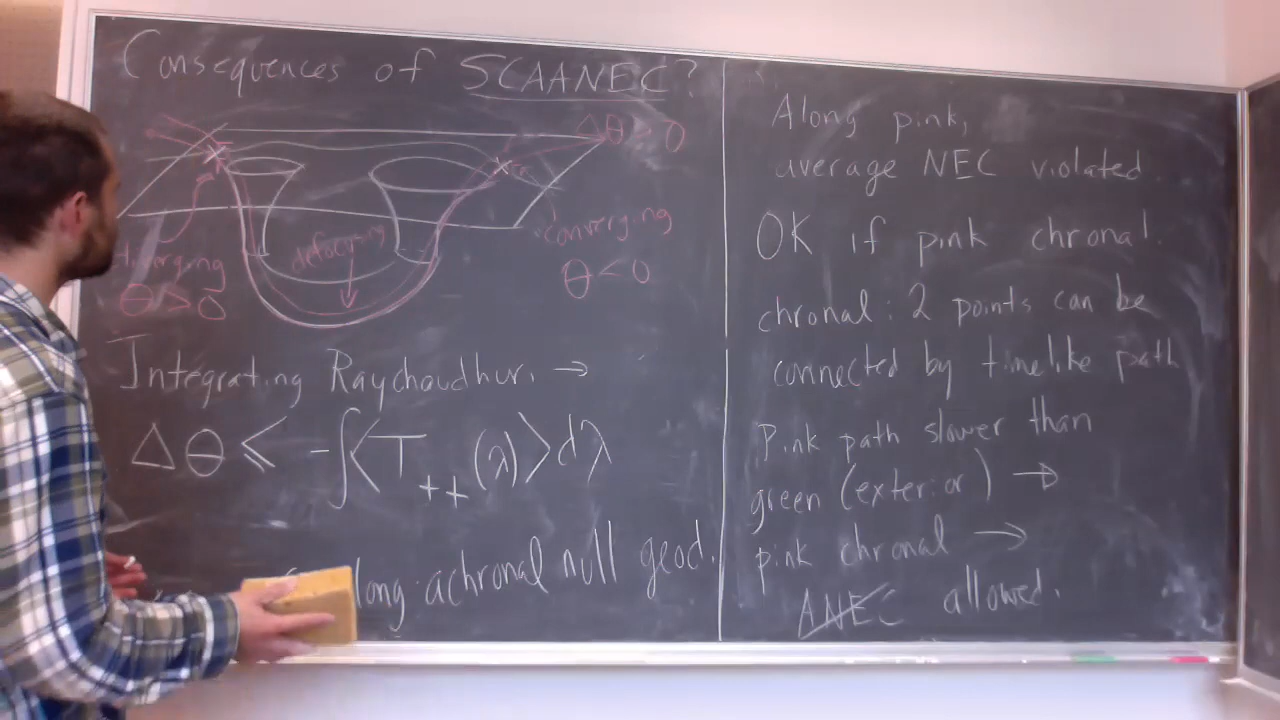 Consequences of SCAANEC?
Δθ ≥ 0
converging
θ < 0
defocusing
diverging
θ > 0
Integrating Raychaudhuri →
Δθ ≤ -∫<T₊₊(λ)>dλ
long achronal null geod.
Along pink,
average NEC violated.
OK if pink chronal.
chronal: 2 points can be
connected by timelike path
Pink path slower than
green (exterior) →
pink chronal →
ANEC allowed.